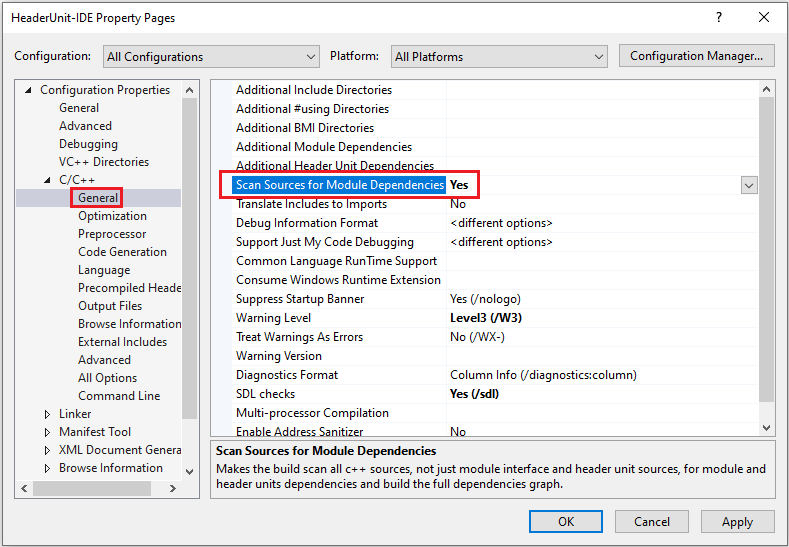 HeaderUnit-IDE Property Pages
?
Configuration: All Configurations Platform: All Platforms Configuration Manager...
Configuration Properties
General
Advanced
Debugging
VC++ Directories
C/C++
General
Optimization
Preprocessor
Code Generation
Language
Precompiled Heade
Output Files
Browse Information
External Includes
Advanced
All Options
Command Line
Linker
Manifest Tool
XML Document Genera
Browse Information
Additional Include Directories
Additional #using Directories
Additional BMI Directories
Additional Module Dependencies
Additional Header Unit Dependencies
Scan Sources for Module Dependencies Yes
Translate Includes to Imports No
Debug Information Format <different options>
Support Just My Code Debugging <different options>
Common Language RunTime Support
Consume Windows Runtime Extension
Suppress Startup Banner Yes (/nologo)
Warning Level Level3 (/W3)
Treat Warnings As Errors No (/WX-)
Warning Version
Diagnostics Format Column Info (/diagnostics:column)
SDL checks Yes (/sdl)
Multi-processor Compilation
Enable Address Sanitizer No
Scan Sources for Module Dependencies
Makes the build scan all c++ sources, not just module interface and header unit sources, for module and
header units dependencies and build the full dependencies graph.
OK Cancel Apply